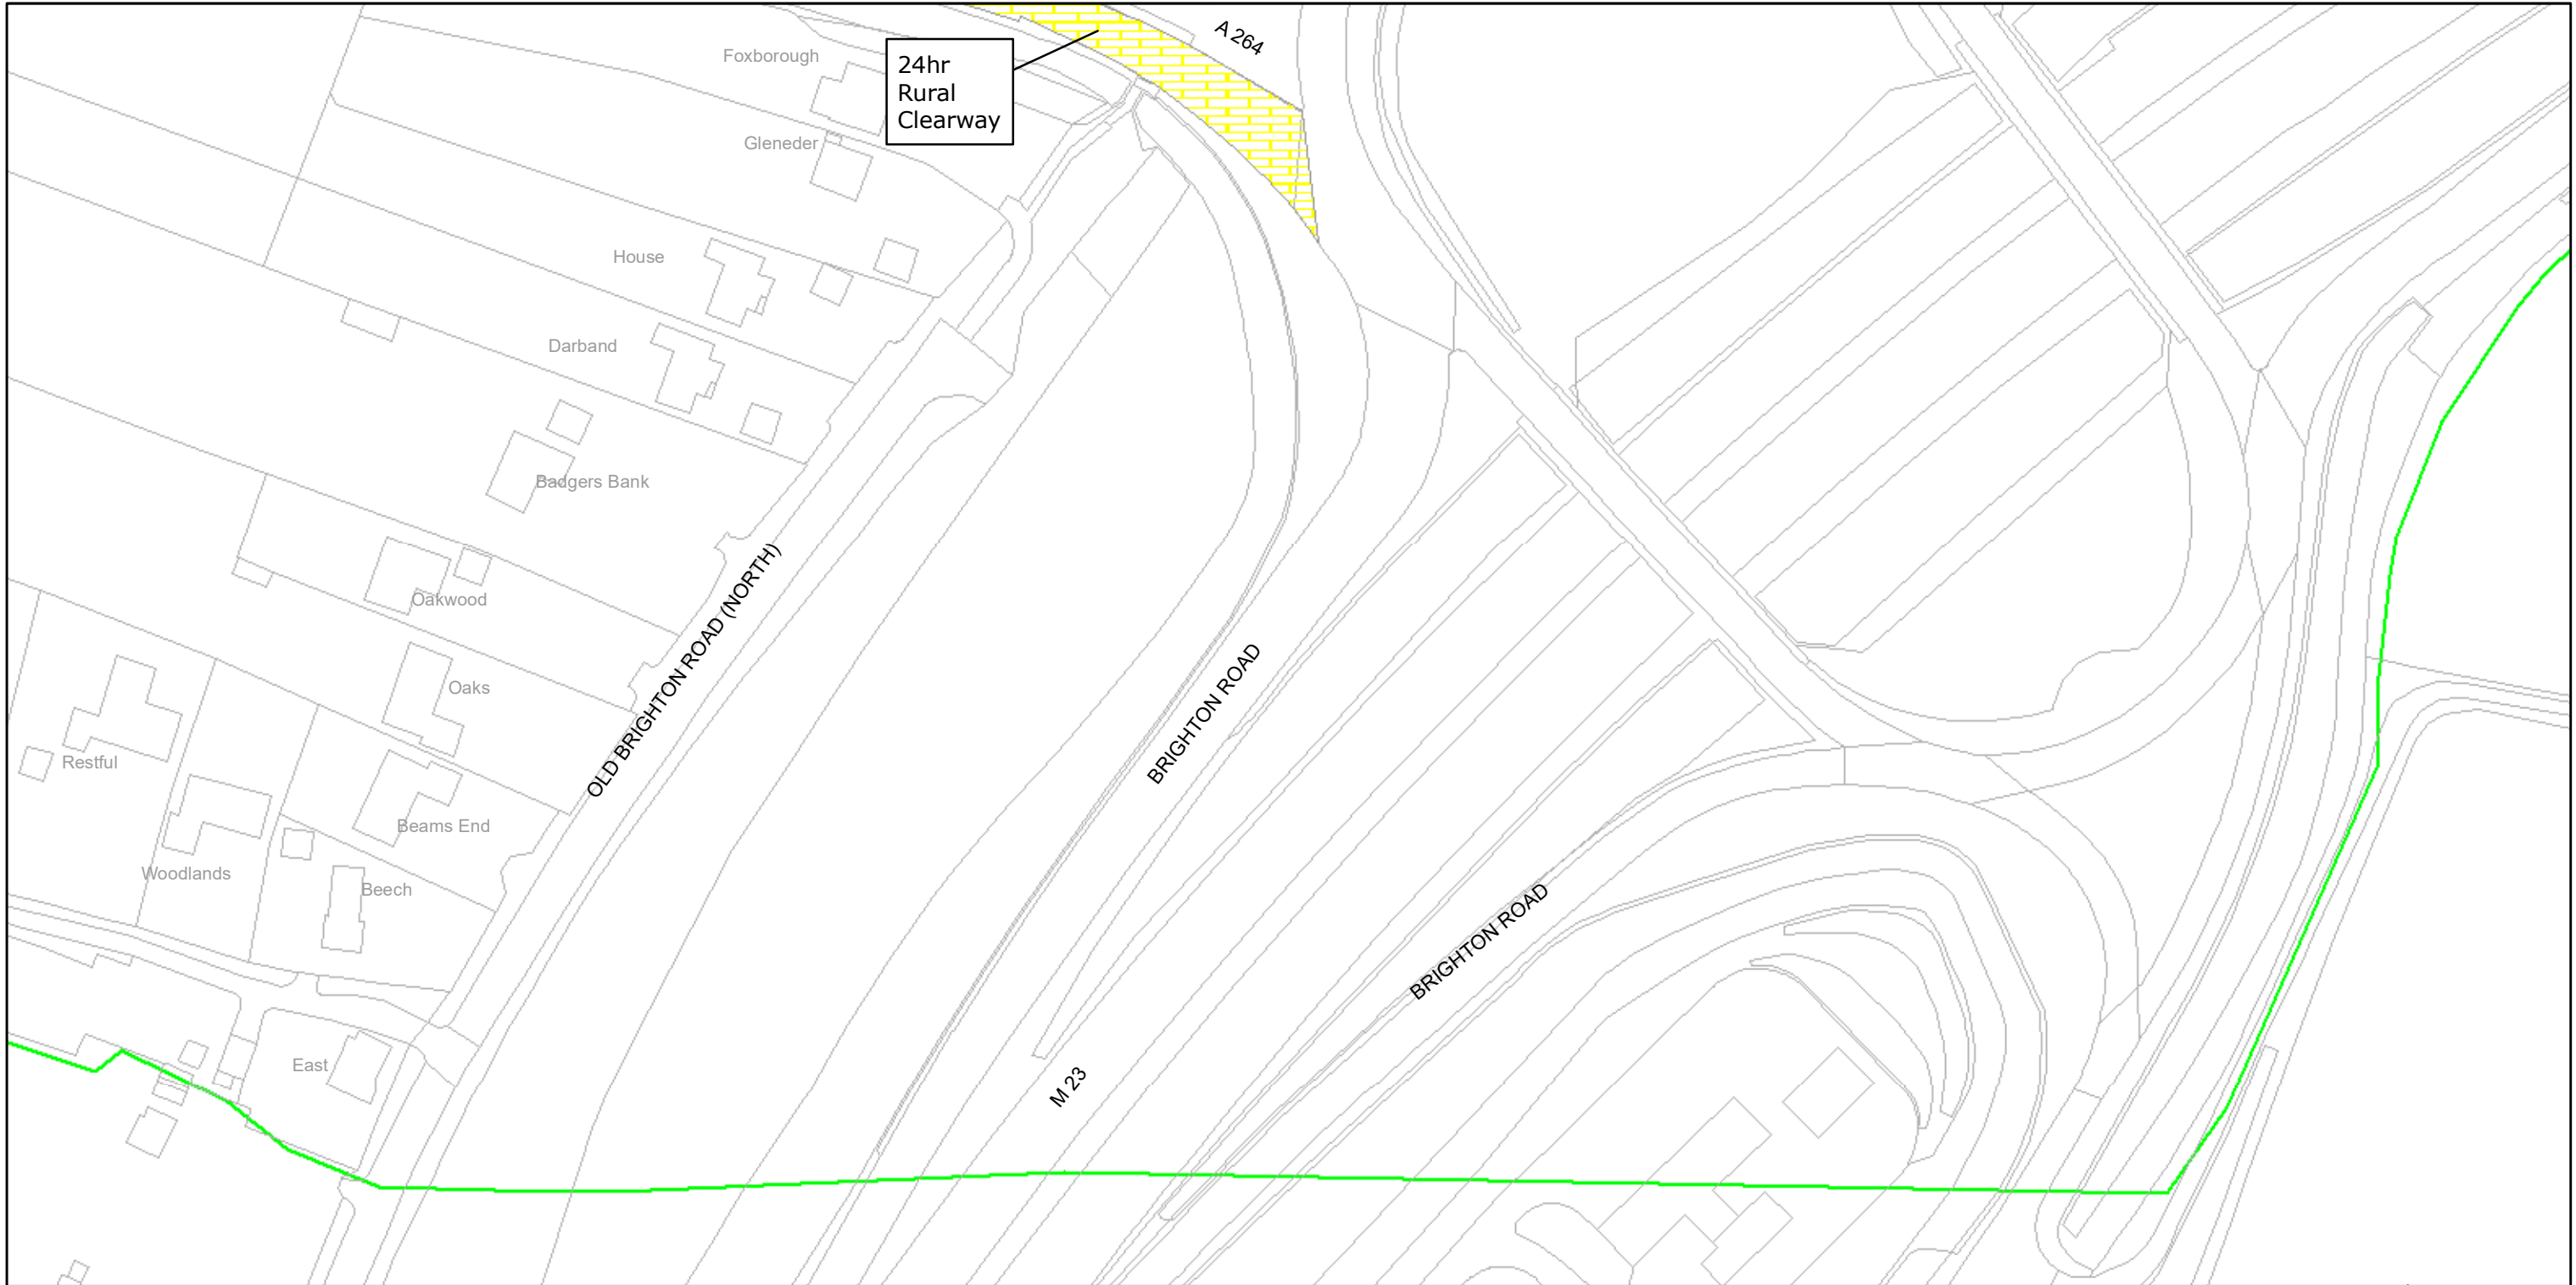 A 264
Foxborough
24hr
Rural
Clearway
Gleneder
House
Darband
Badgers Bank
OLD BRIGHTON ROAD (NORTH)
Oakwood
BRIGHTON ROAD
Oaks
Restful
Beams End
Woodlands
Beech
BRIGHTON ROAD
East
M 23